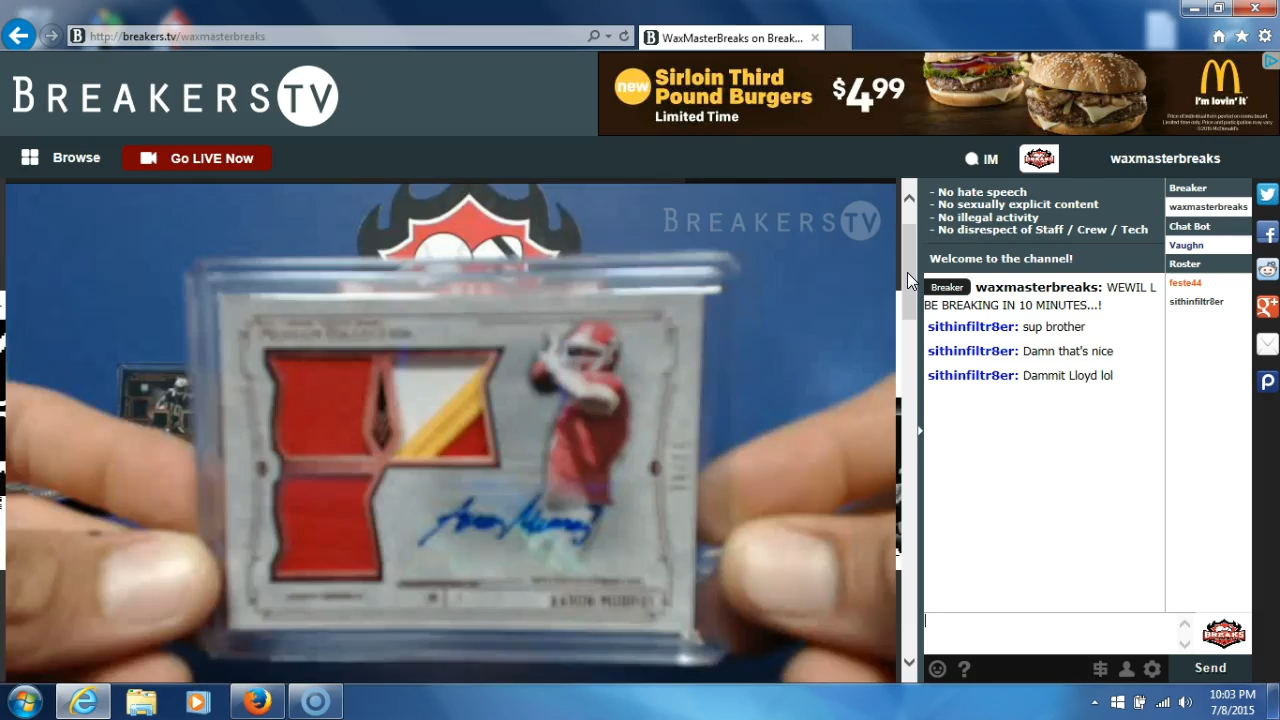 http://breakers.tv/waxmasterbreaks
B WaxMasterBreaks on Break...
BREAKERSTV
new Sirloin Third
Pound Burgers
Limited Time
$4.99
i'm lovin' it
Browse
Go LIVE Now
IM
waxmasterbreaks
BREAKERSTV
- No hate speech
- No sexually explicit content
- No illegal activity
- No disrespect of Staff / Crew / Tech
Welcome to the channel!
Breaker waxmasterbreaks: WEWIL L
BE BREAKING IN 10 MINUTES...!
sithinfiltr8er: sup brother
sithinfiltr8er: Damn that's nice
sithinfiltr8er: Dammit Lloyd lol
Breaker
waxmasterbreaks
Chat Bot
Vaughn
Roster
feste44
sithinfiltr8er
BREAKS
Send
10:03 PM
7/8/2015